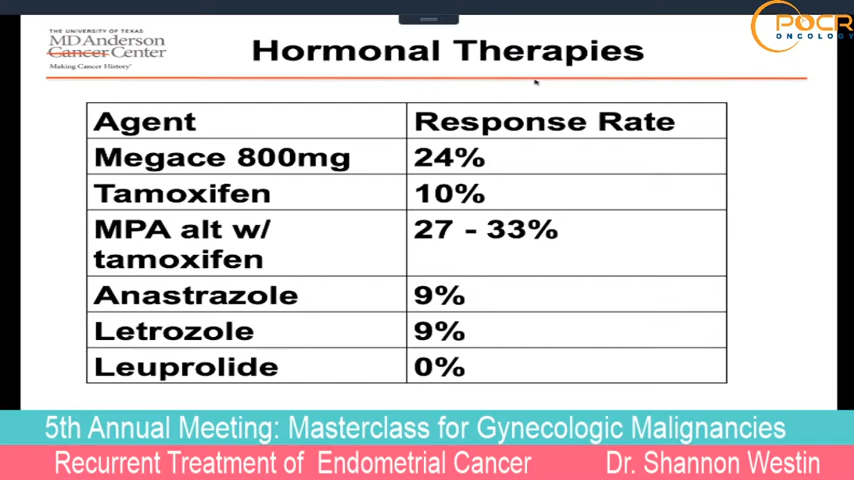 THE UNIVERSITY OF TEXAS
MD Anderson
Cancer Center
Making Cancer History®
Hormonal Therapies
POCR
ONCOLOGY
Agent Response Rate
Megace 800mg 24%
Tamoxifen 10%
MPA alt w/ 27 - 33%
tamoxifen
Anastrazole 9%
Letrozole 9%
Leuprolide 0%
5th Annual Meeting: Masterclass for Gynecologic Malignancies
Recurrent Treatment of Endometrial Cancer Dr. Shannon Westin